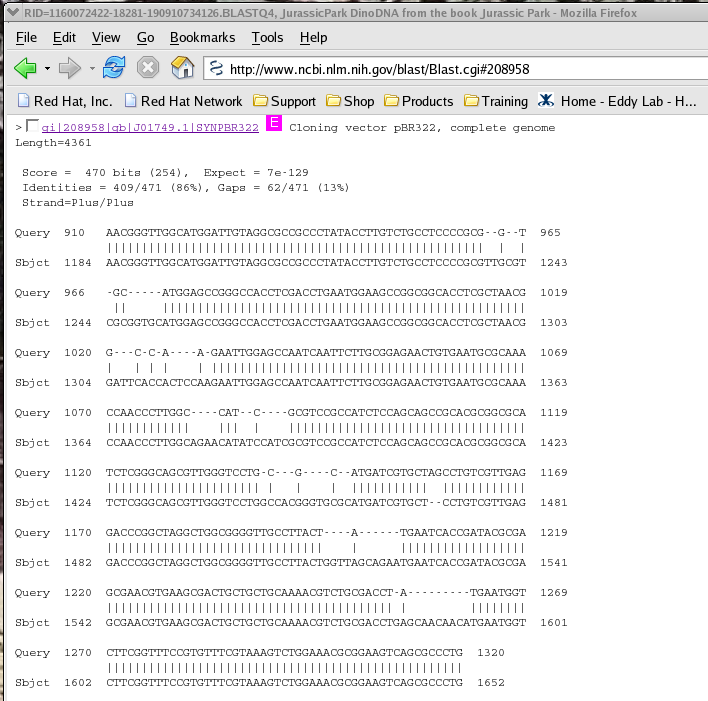 RID=1160072422-18281-190910734126.BLASTQ4, JurassicPark DinoDNA from the book Jurassic Park - Mozilla Firefox
File Edit View Go Bookmarks Tools Help
http://www.ncbi.nlm.nih.gov/blast/Blast.cgi#208958
Red Hat, Inc. Red Hat Network Support Shop Products Training Home - Eddy Lab - H...
>gi|208958|gb|J01749.1|SYNPBR322 E Cloning vector pBR322, complete genome
Length=4361
Score = 470 bits (254), Expect = 7e-129
Identities = 409/471 (86%), Gaps = 62/471 (13%)
Strand=Plus/Plus
Query 910 AACGGGTTGGCATGGATTGTAGGCGCCGCCCTATACCTTGTCTGCCTCCCCGCG--G--T 965
Sbjct 1184 AACGGGTTGGCATGGATTGTAGGCGCCGCCCTATACCTTGTCTGCCTCCCCGCGTTGCGT 1243
Query 966 -GC-----ATGGAGCCGGGCCACCTCGACCTGAATGGAAGCCGGCGGCACCTCGCTAACG 1019
Sbjct 1244 CGCGGTGCATGGAGCCGGGCCACCTCGACCTGAATGGAAGCCGGCGGCACCTCGCTAACG 1303
Query 1020 G---C-C-A----A-GAATTGGAGCCAATCAATTCTTGCGGAGAACTGTGAATGCGCAAA 1069
Sbjct 1304 GATTCACCACTCCAAGAATTGGAGCCAATCAATTCTTGCGGAGAACTGTGAATGCGCAAA 1363
Query 1070 CCAACCCTTGGC----CAT--C----GCGTCCGCCATCTCCAGCAGCCGCACGCGGCGCA 1119
Sbjct 1364 CCAACCCTTGGCAGAACATATCCATCGCGTCCGCCATCTCCAGCAGCCGCACGCGGCGCA 1423
Query 1120 TCTCGGGCAGCGTTGGGTCCTG-C---G----C--ATGATCGTGCTAGCCTGTCGTTGAG 1169
Sbjct 1424 TCTCGGGCAGCGTTGGGTCCTGGCCACGGGTGCGCATGATCGTGCT--CCTGTCGTTGAG 1481
Query 1170 GACCCGGCTAGGCTGGCGGGGTTGCCTTACT----A------TGAATCACCGATACGCGA 1219
Sbjct 1482 GACCCGGCTAGGCTGGCGGGGTTGCCTTACTGGTTAGCAGAATGAATCACCGATACGCGA 1541
Query 1220 GCGAACGTGAAGCGACTGCTGCTGCAAAACGTCTGCGACCT-A---------TGAATGGT 1269
Sbjct 1542 GCGAACGTGAAGCGACTGCTGCTGCAAAACGTCTGCGACCTGAGCAACAACATGAATGGT 1601
Query 1270 CTTCGGTTTCCGTGTTTCGTAAAGTCTGGAAACGCGGAAGTCAGCGCCCTG 1320
Sbjct 1602 CTTCGGTTTCCGTGTTTCGTAAAGTCTGGAAACGCGGAAGTCAGCGCCCTG 1652